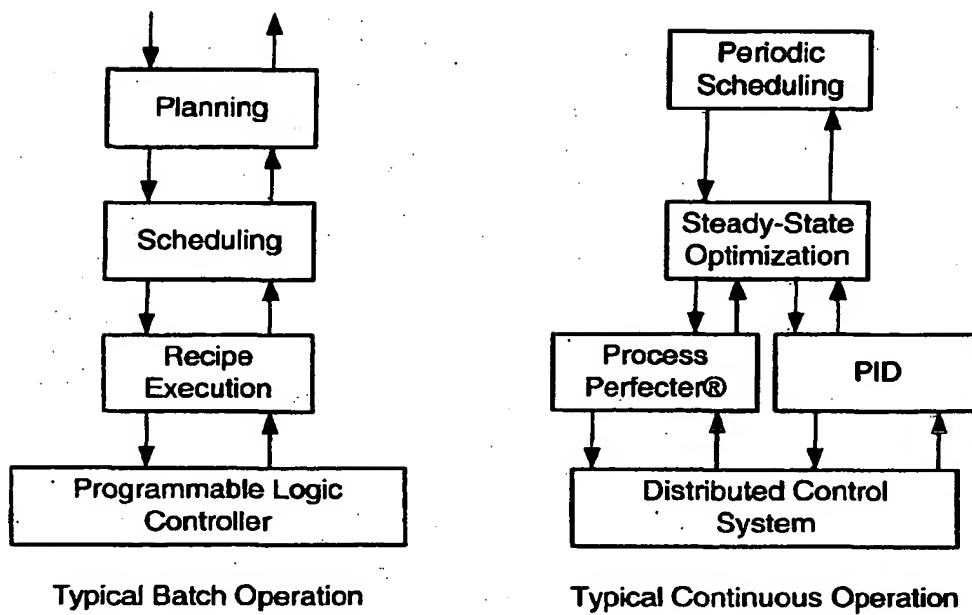 Planning
Scheduling
Recipe
Execution
Programmable Logic
Controller
Typical Batch Operation
Periodic
Scheduling
Steady-State
Optimization
Process
Perfecter®
PID
Distributed Control
System
Typical Continuous Operation